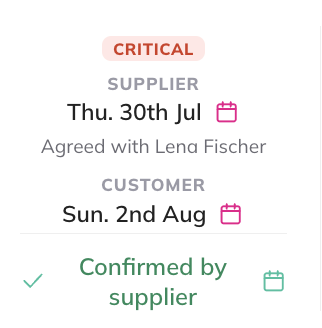 CRITICAL
SUPPLIER
Thu. 30th Jul
Agreed with Lena Fischer
CUSTOMER
Sun. 2nd Aug
Confirmed by
supplier